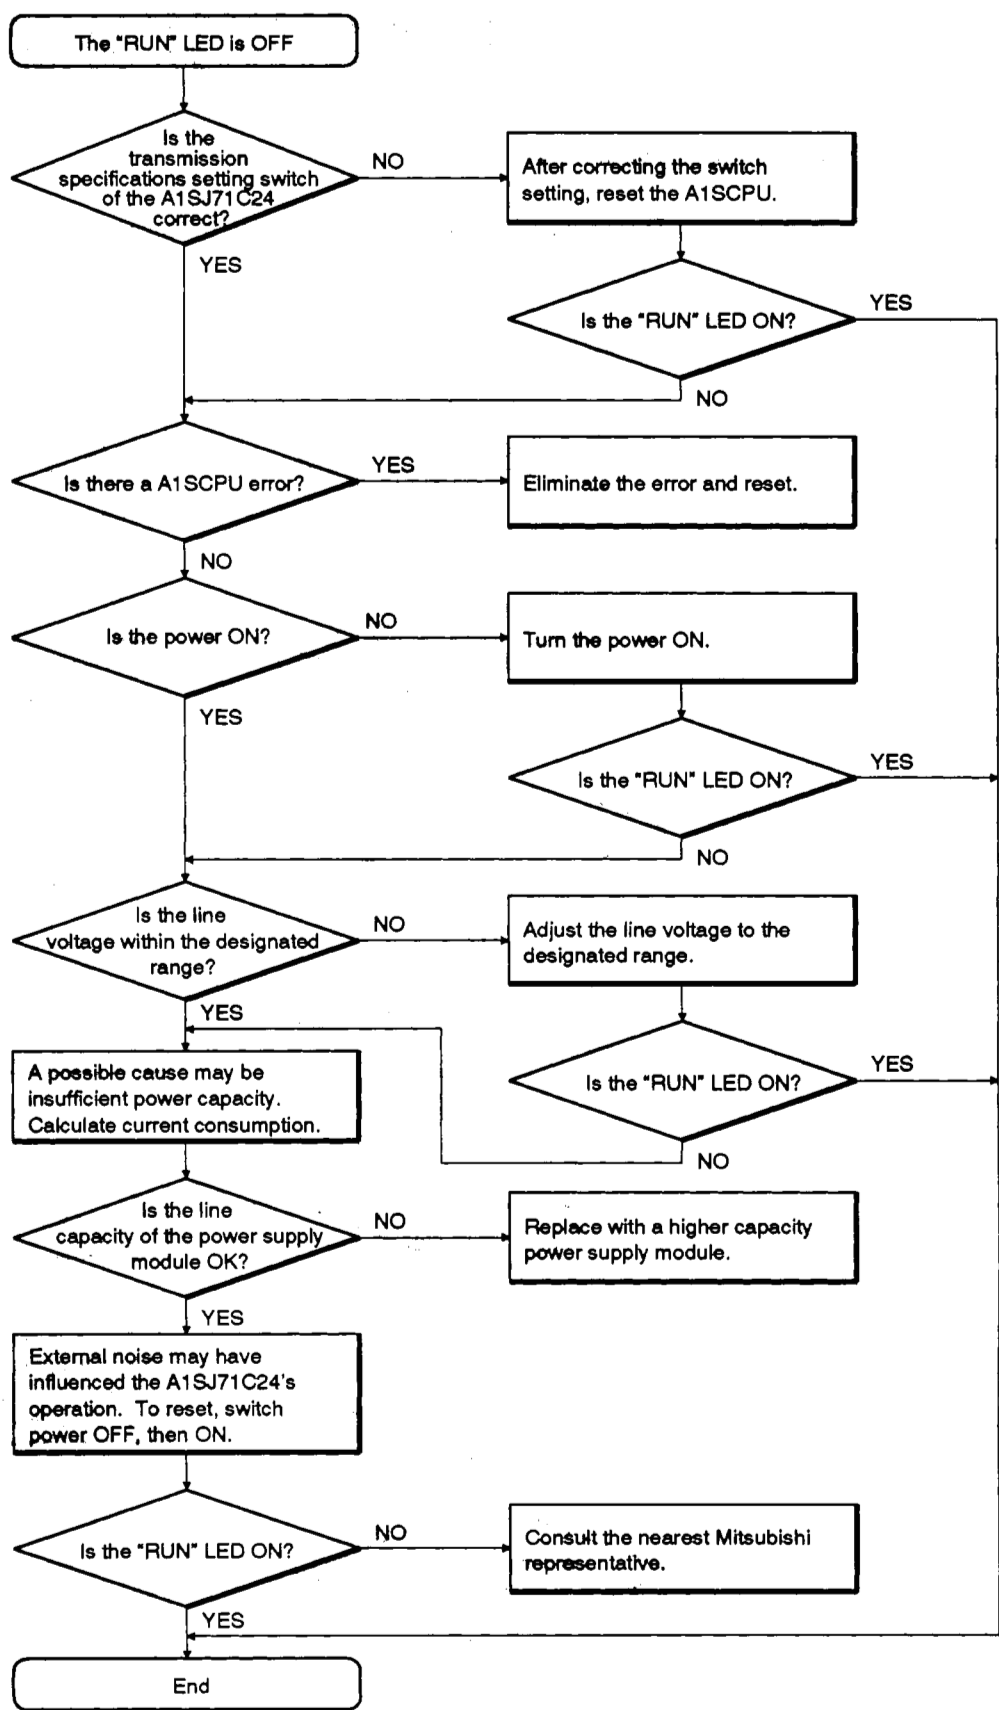 The "RUN" LED is OFF
Is the
transmission
specifications setting switch
of the A1SJ71C24
correct?
NO
After correcting the switch
setting, reset the A1SCPU.
YES
Is the "RUN" LED ON?
YES
NO
Is there a A1SCPU error?
YES
Eliminate the error and reset.
NO
Is the power ON?
NO
Turn the power ON.
YES
Is the "RUN" LED ON?
YES
NO
Is the line
voltage within the designated
range?
NO
Adjust the line voltage to the
designated range.
YES
Is the "RUN" LED ON?
YES
NO
A possible cause may be
insufficient power capacity.
Calculate current consumption.
Is the line
capacity of the power supply
module OK?
NO
Replace with a higher capacity
power supply module.
YES
External noise may have
influenced the A1SJ71C24's
operation. To reset, switch
power OFF, then ON.
Is the "RUN" LED ON?
NO
Consult the nearest Mitsubishi
representative.
YES
End